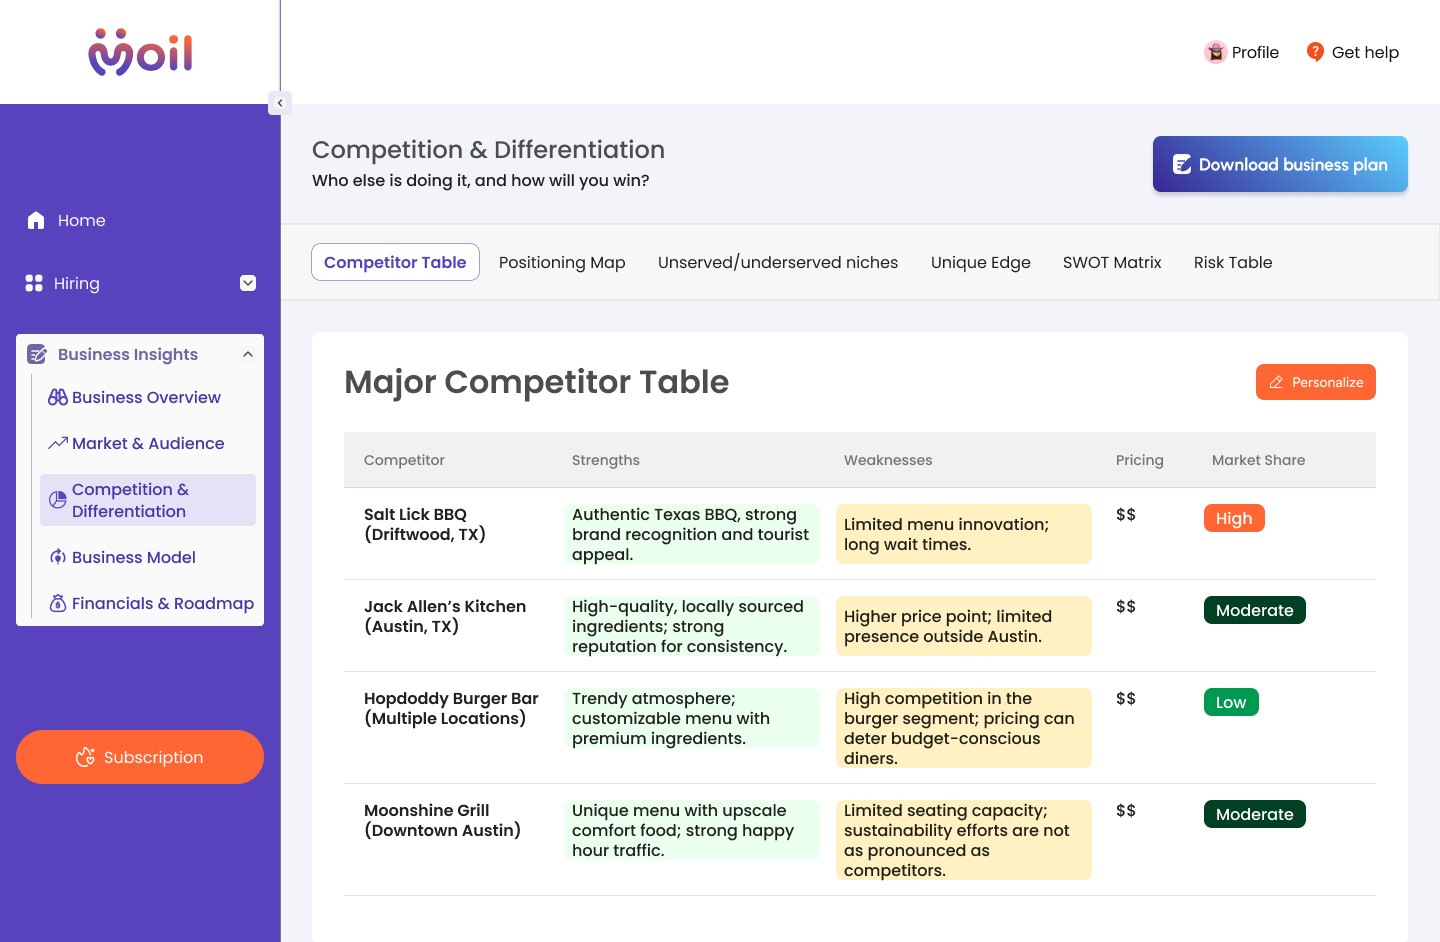 Moil
Profile
Get help
Competition & Differentiation
Who else is doing it, and how will you win?
Download business plan
Home
Hiring
Business Insights
Business Overview
Market & Audience
Competition &
Differentiation
Business Model
Financials & Roadmap
Subscription
Competitor Table
Positioning Map
Unserved/underserved niches
Unique Edge
SWOT Matrix
Risk Table
Major Competitor Table
Personalize
Competitor
Strengths
Weaknesses
Pricing
Market Share
Salt Lick BBQ
(Driftwood, TX)
Authentic Texas BBQ, strong
brand recognition and tourist
appeal.
Limited menu innovation;
long wait times.
$$
High
Jack Allen’s Kitchen
(Austin, TX)
High-quality, locally sourced
ingredients; strong
reputation for consistency.
Higher price point; limited
presence outside Austin.
$$
Moderate
Hopdoddy Burger Bar
(Multiple Locations)
Trendy atmosphere;
customizable menu with
premium ingredients.
High competition in the
burger segment; pricing can
deter budget-conscious
diners.
$$
Low
Moonshine Grill
(Downtown Austin)
Unique menu with upscale
comfort food; strong happy
hour traffic.
Limited seating capacity;
sustainability efforts are not
as pronounced as
competitors.
$$
Moderate